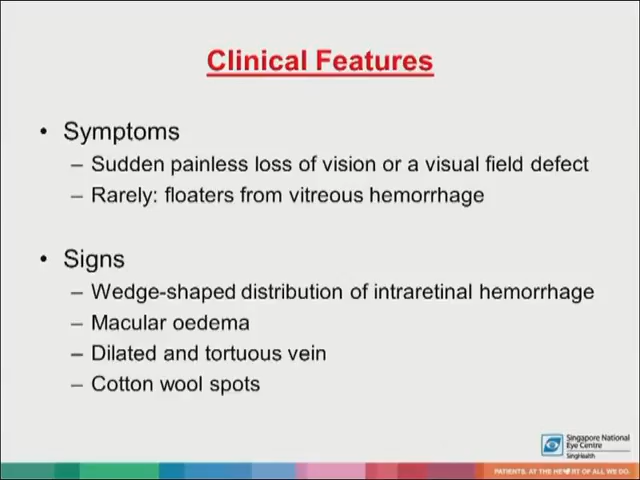 Clinical Features
• Symptoms
– Sudden painless loss of vision or a visual field defect
– Rarely: floaters from vitreous hemorrhage
• Signs
– Wedge-shaped distribution of intraretinal hemorrhage
– Macular oedema
– Dilated and tortuous vein
– Cotton wool spots
Singapore National
Eye Centre
SingHealth
PATIENTS. AT THE HE❤RT OF ALL WE DO.